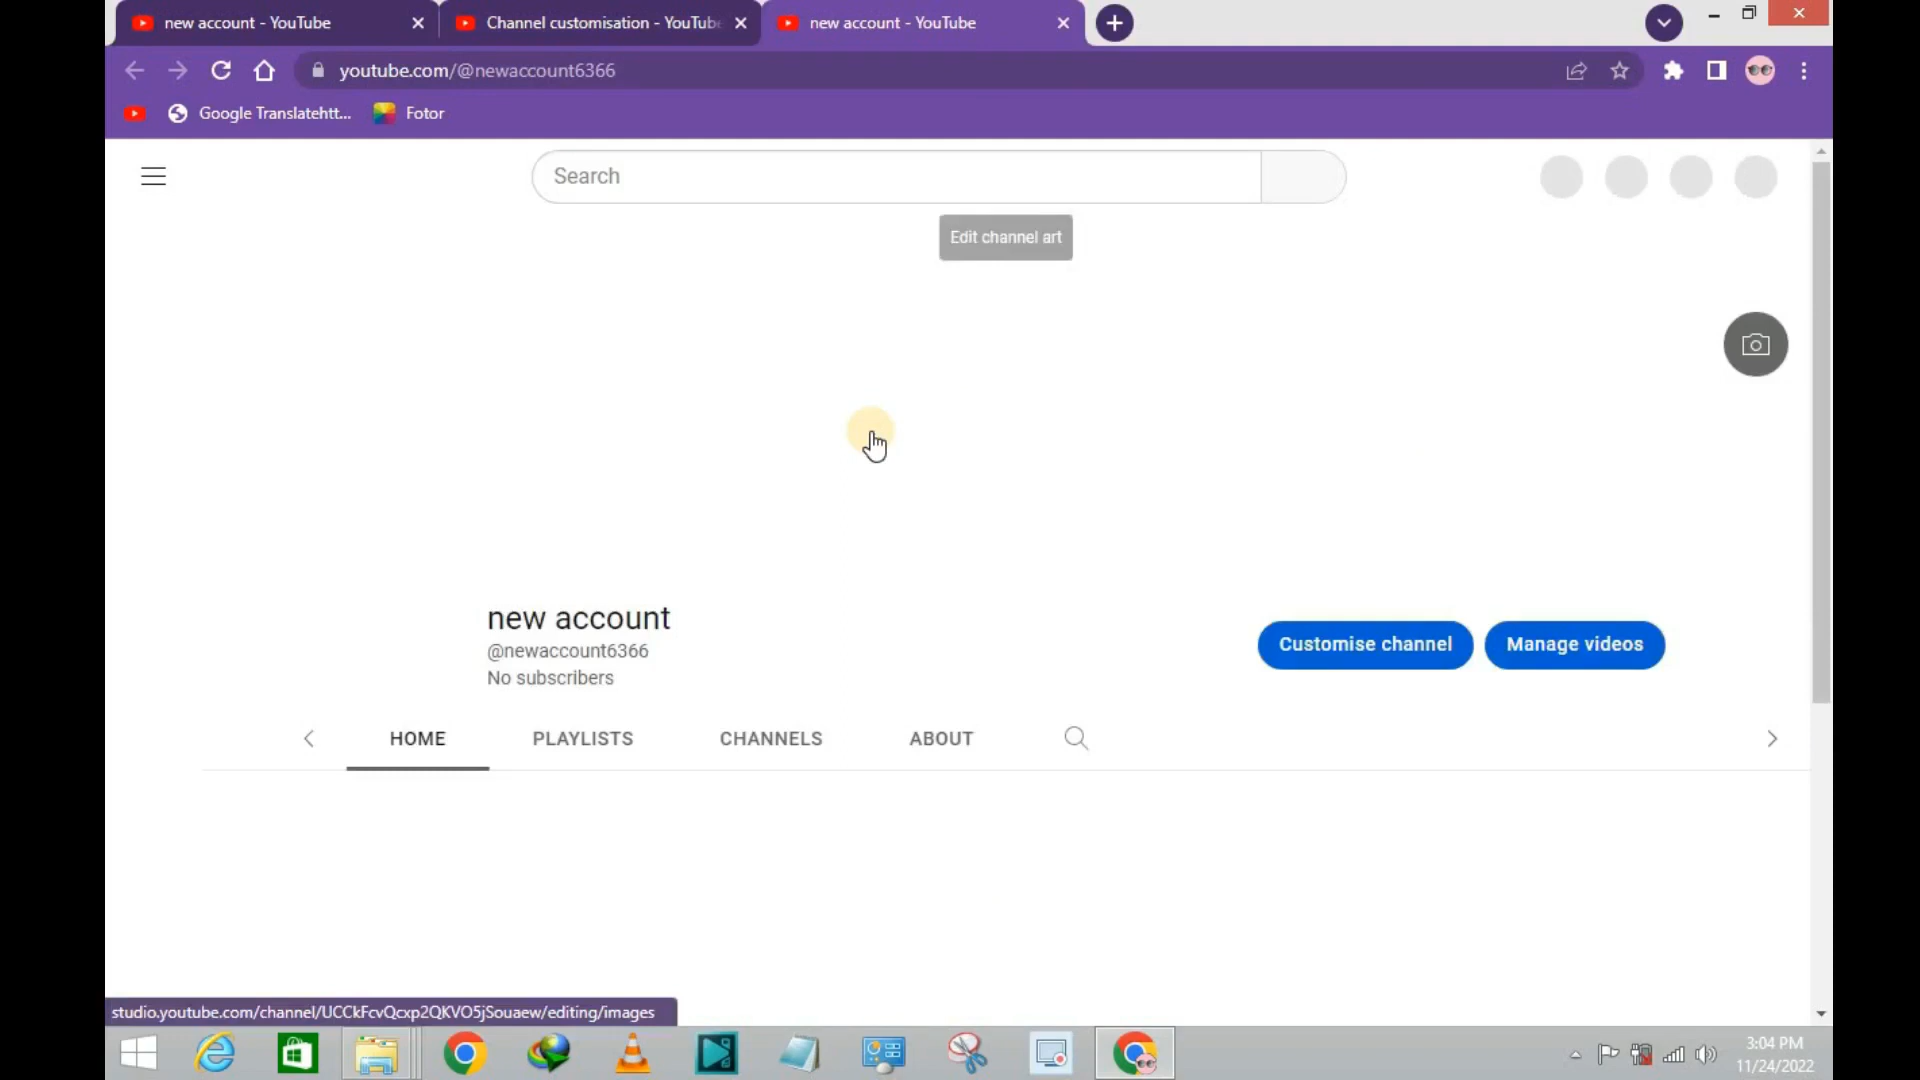 new account - YouTube
Channel customisation - YouTube
new account - YouTube
youtube.com/@newaccount6366
Google Translatehtt...
Fotor
Search
Edit channel art
new account
@newaccount6366
No subscribers
Customise channel
Manage videos
HOME
PLAYLISTS
CHANNELS
ABOUT
studio.youtube.com/channel/UCCkFcvQcxp2QKVO5jSouaew/editing/images
3:04 PM
11/24/2022